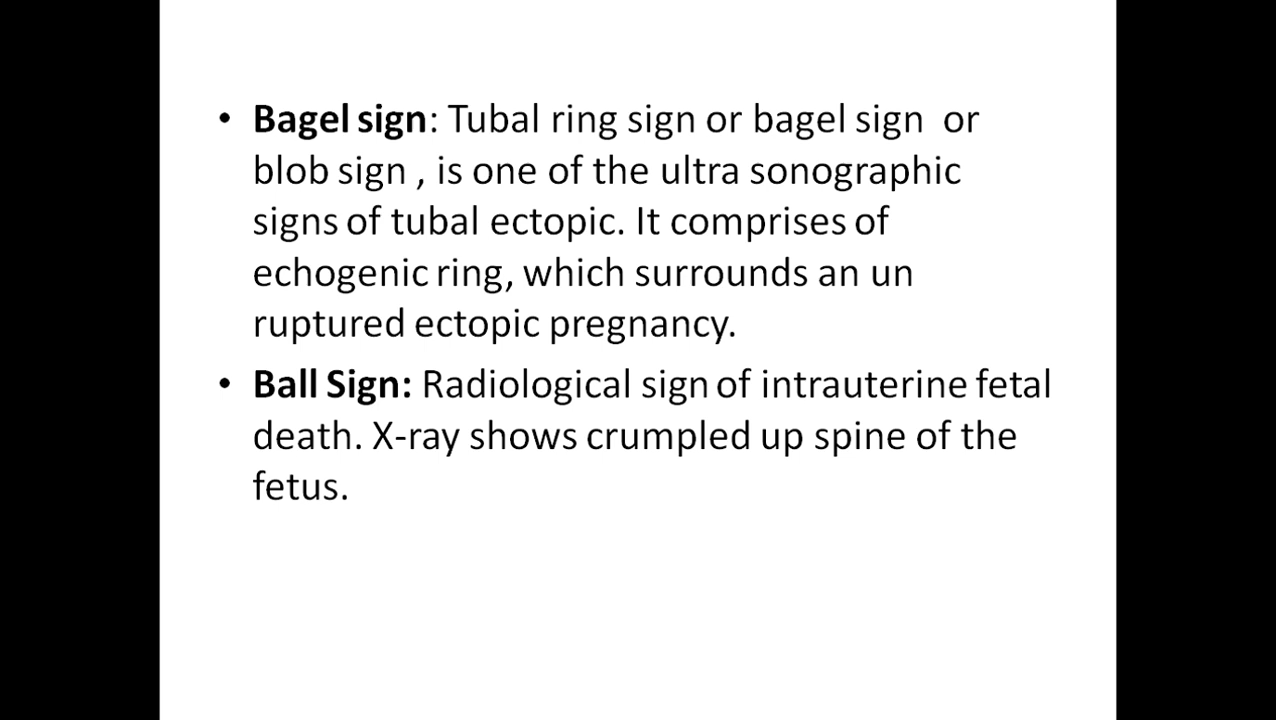 • Bagel sign: Tubal ring sign or bagel sign or
blob sign , is one of the ultra sonographic
signs of tubal ectopic. It comprises of
echogenic ring, which surrounds an un
ruptured ectopic pregnancy.
• Ball Sign: Radiological sign of intrauterine fetal
death. X-ray shows crumpled up spine of the
fetus.